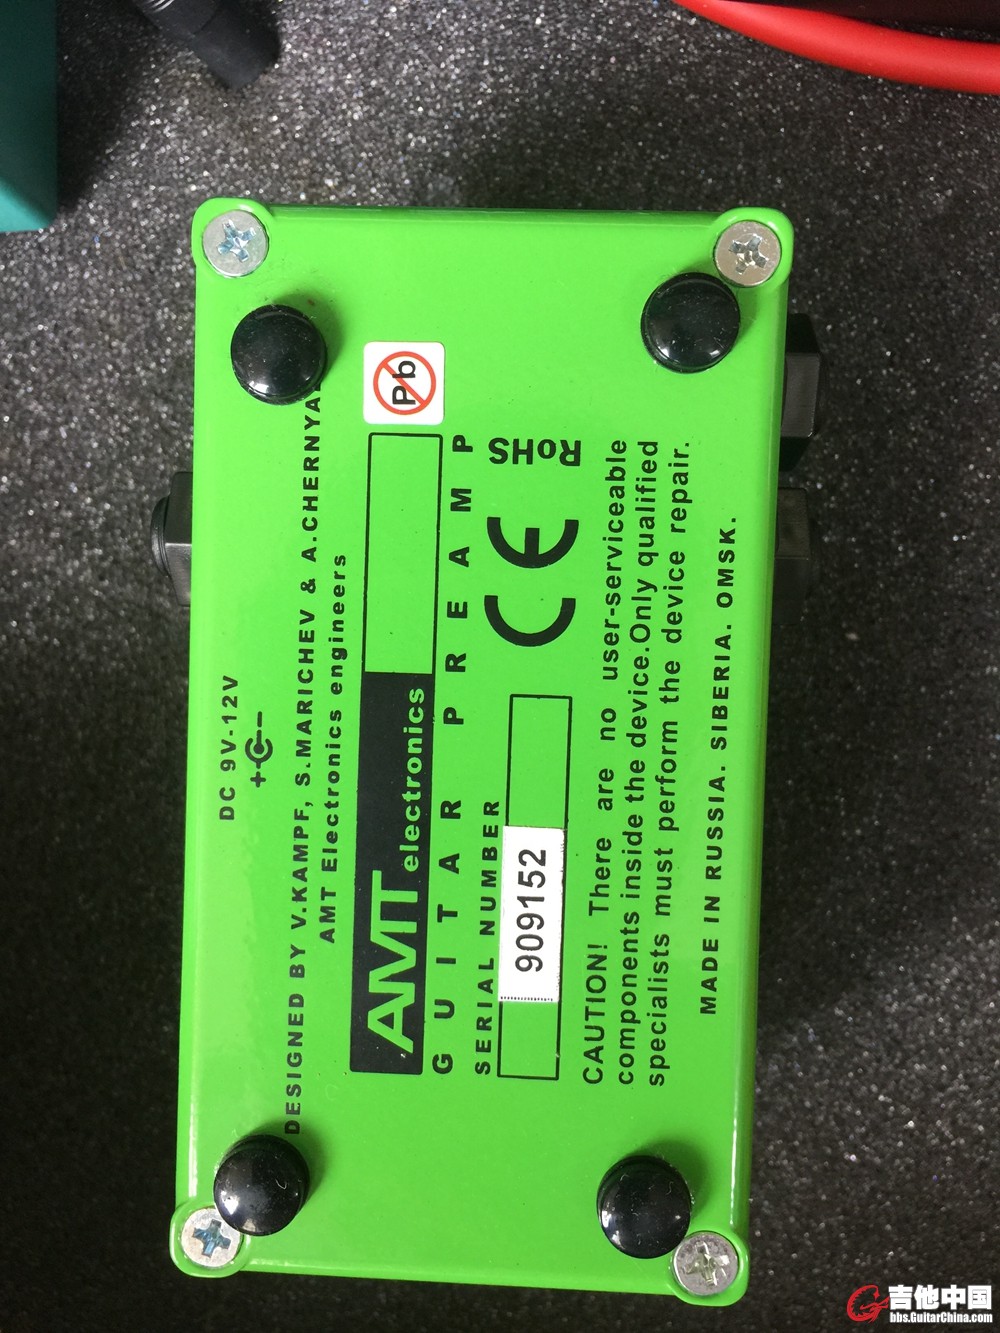 DC 9V-12V
+ -
DESIGNED BY V.KAMPF, S.MARICHEV & A.CHERNYA
AMT Electronics engineers
AMT electronics
Pb
GUITAR PREAMP
SERIAL NUMBER
909152
CE RoHS
CAUTION! There are no user-serviceable
components inside the device.Only qualified
specialists must perform the device repair.
MADE IN RUSSIA. SIBERIA. OMSK.
吉他中国
bbs.GuitarChina.com